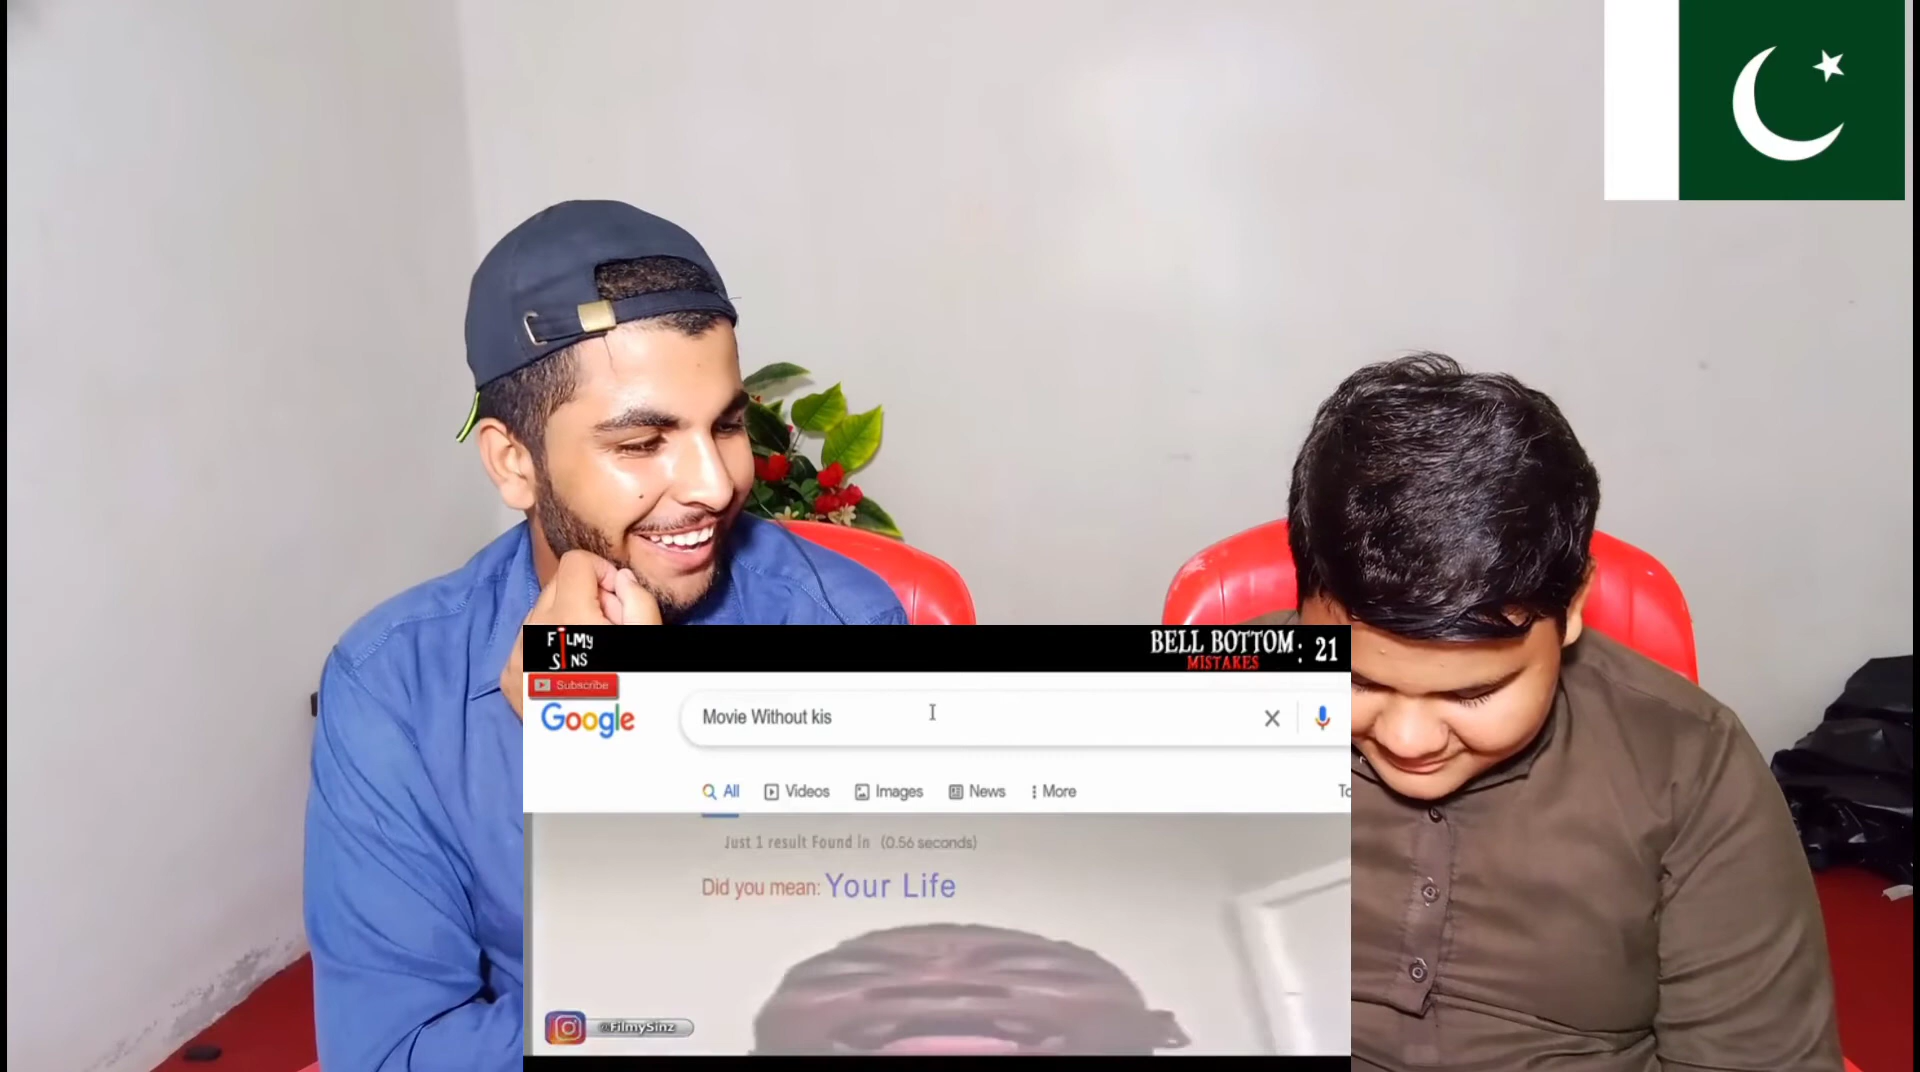 FiLMy
SiNS
BELL BOTTOM: 21
MISTAKES
Subscribe
Google
Movie Without kis
All Videos Images News More To
Just 1 result Found in (0.56 seconds)
Did you mean: Your Life
@FilmySinz